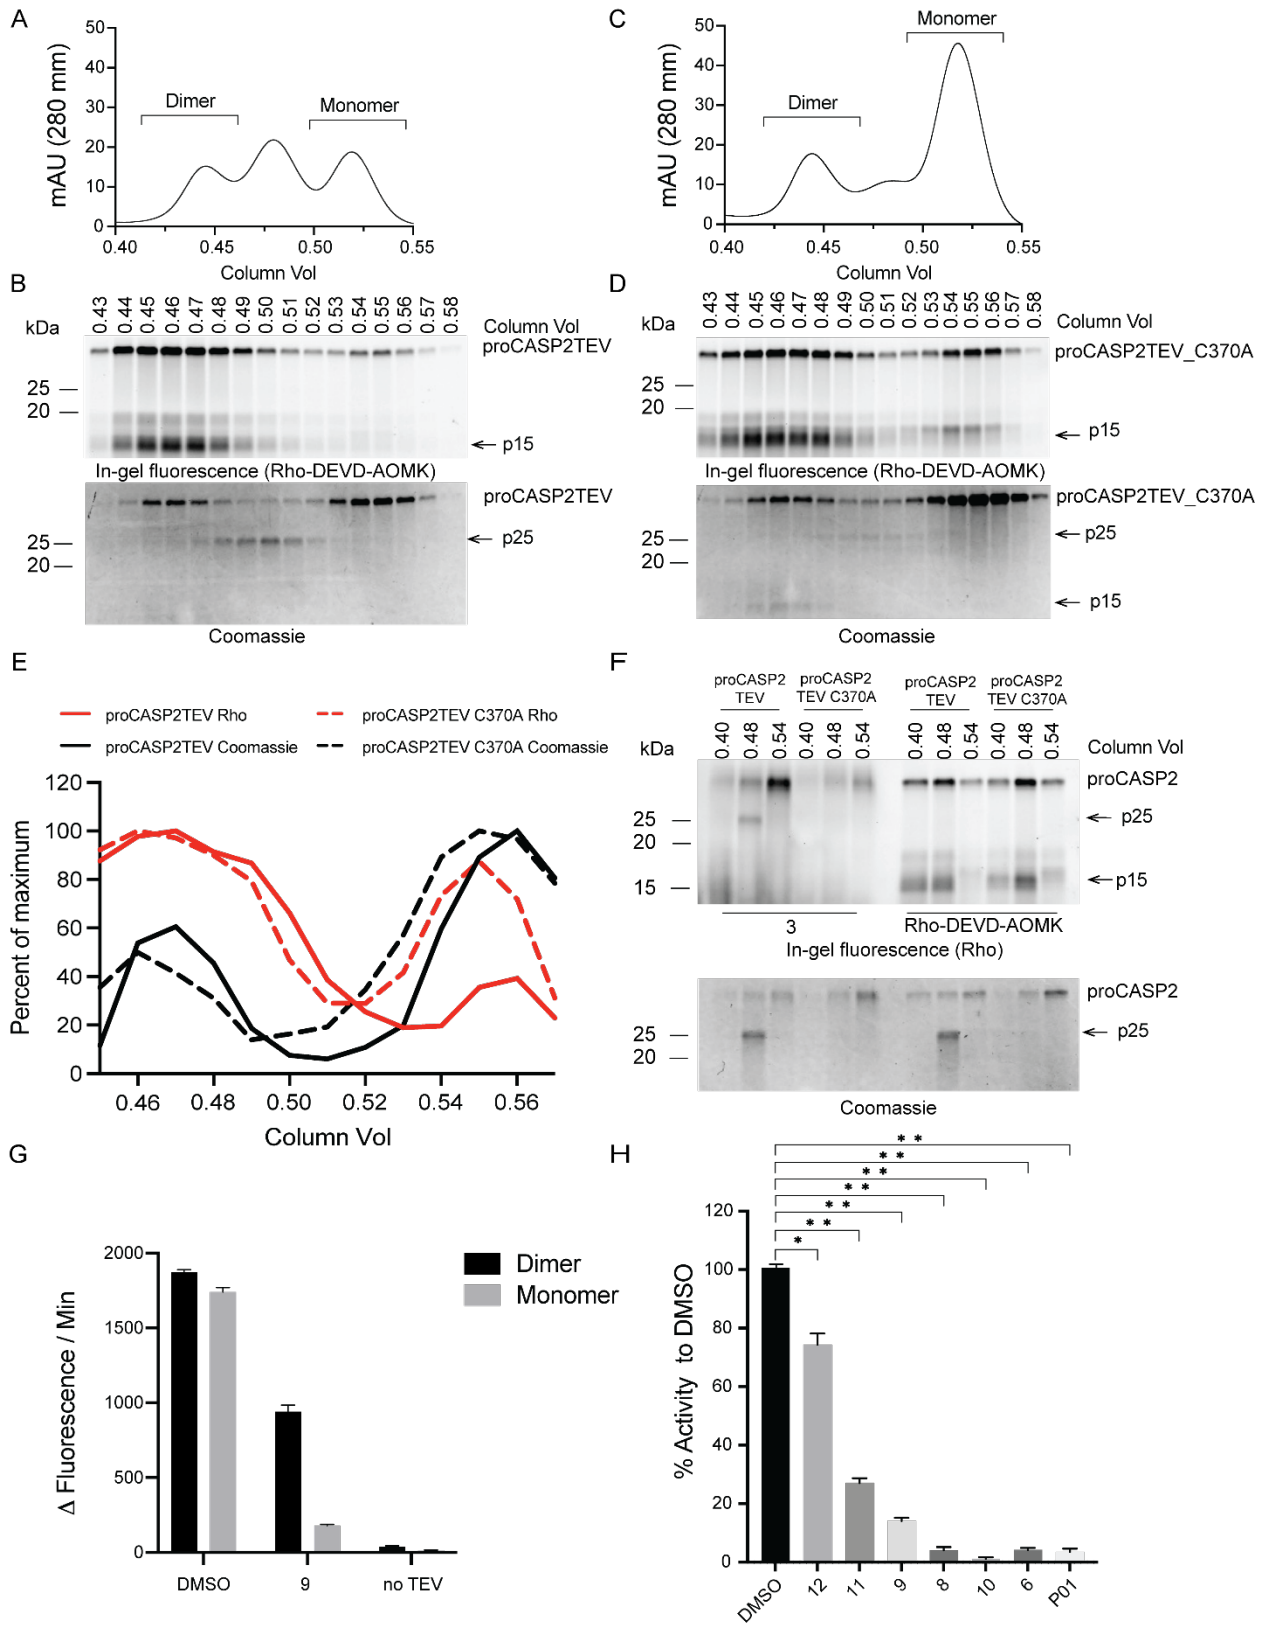 A
50
40
30
20
10
0
mAU (280 mm)
Dimer
Monomer
0.40
0.45
0.50
0.55
Column Vol
C
50
40
30
20
10
0
mAU (280 mm)
Dimer
Monomer
0.40
0.45
0.50
0.55
Column Vol
B
0.43 0.44 0.45 0.46 0.47 0.48 0.49 0.50 0.51 0.52 0.53 0.54 0.55 0.56 0.57 0.58
Column Vol
kDa
proCASP2TEV
25
20
p15
In-gel fluorescence (Rho-DEVD-AOMK)
proCASP2TEV
25
p25
20
Coomassie
D
0.43 0.44 0.45 0.46 0.47 0.48 0.49 0.50 0.51 0.52 0.53 0.54 0.55 0.56 0.57 0.58
Column Vol
kDa
proCASP2TEV_C370A
25
20
p15
In-gel fluorescence (Rho-DEVD-AOMK)
proCASP2TEV_C370A
25
p25
20
p15
Coomassie
E
proCASP2TEV Rho
proCASP2TEV C370A Rho
proCASP2TEV Coomassie
proCASP2TEV C370A Coomassie
120
100
80
60
40
20
0
Percent of maximum
0.46
0.48
0.50
0.52
0.54
0.56
Column Vol
F
proCASP2
TEV
proCASP2
TEV C370A
proCASP2
TEV
proCASP2
TEV C370A
0.40 0.48 0.54 0.40 0.48 0.54 0.40 0.48 0.54 0.40 0.48 0.54
Column Vol
kDa
proCASP2
25
p25
20
15
p15
3
Rho-DEVD-AOMK
In-gel fluorescence (Rho)
proCASP2
25
p25
20
Coomassie
G
2000
1500
1000
500
0
Δ Fluorescence / Min
Dimer
Monomer
DMSO
9
no TEV
H
* *
* *
* *
* *
* *
* *
*
120
100
80
60
40
20
0
% Activity to DMSO
DMSO
12
11
9
8
10
6
P01